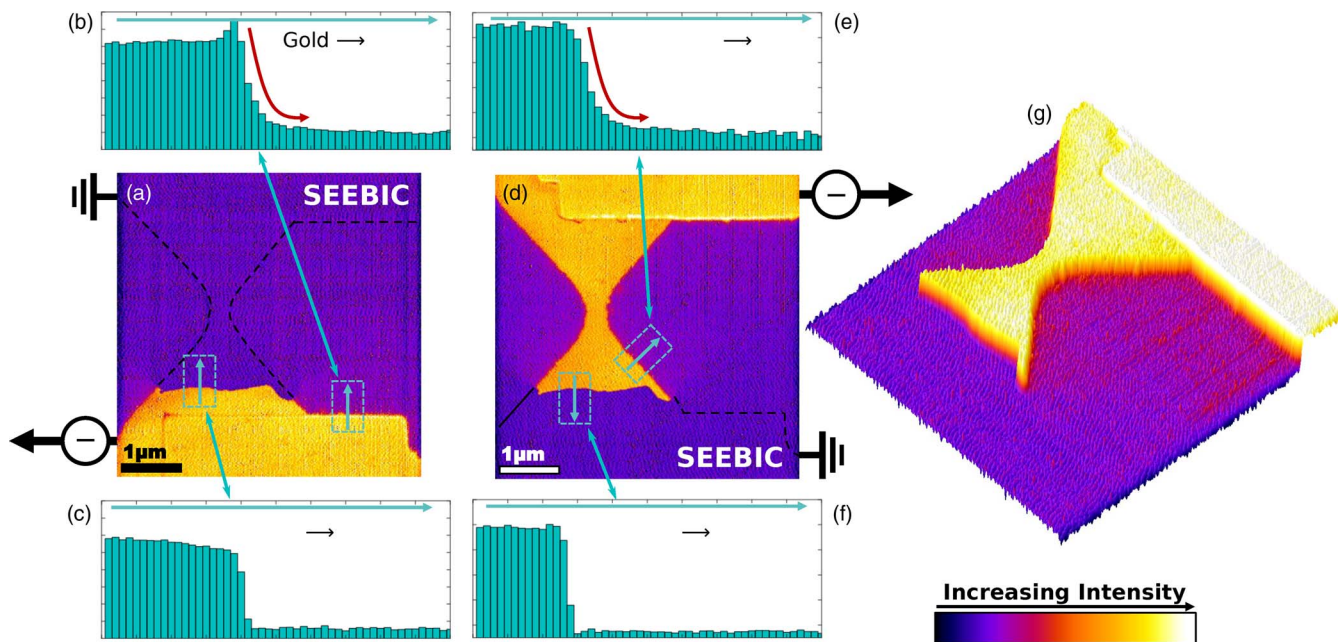 (b)
Gold →
→
(e)
(g)
(a)
SEEBIC
(d)
−
−
1µm
1µm
SEEBIC
(c)
→
→
(f)
Increasing Intensity